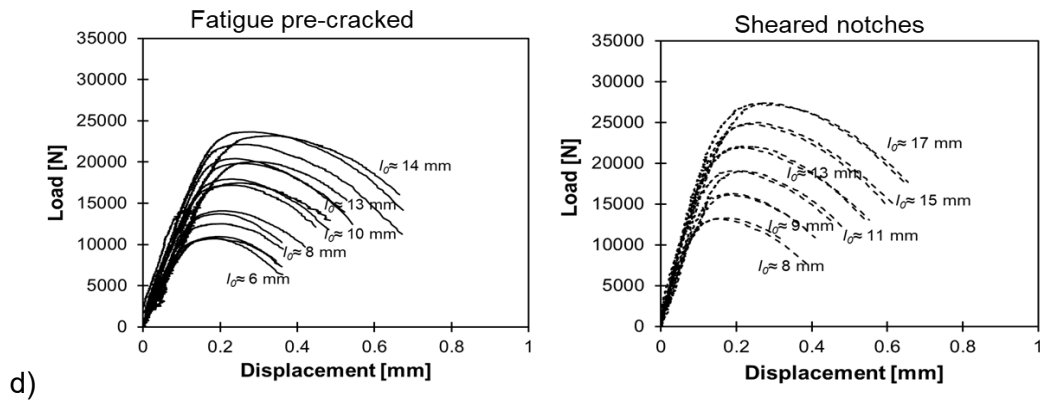 Fatigue pre-cracked
35000
30000
25000
20000
15000
10000
5000
0
Load [N]
l₀≈ 14 mm
l₀≈ 13 mm
l₀≈ 10 mm
l₀≈ 8 mm
l₀≈ 6 mm
0 0.2 0.4 0.6 0.8 1
Displacement [mm]
Sheared notches
35000
30000
25000
20000
15000
10000
5000
0
Load [N]
l₀≈ 17 mm
l₀≈ 13 mm
l₀≈ 15 mm
l₀≈ 9 mm
l₀≈ 11 mm
l₀≈ 8 mm
0 0.2 0.4 0.6 0.8 1
Displacement [mm]
d)